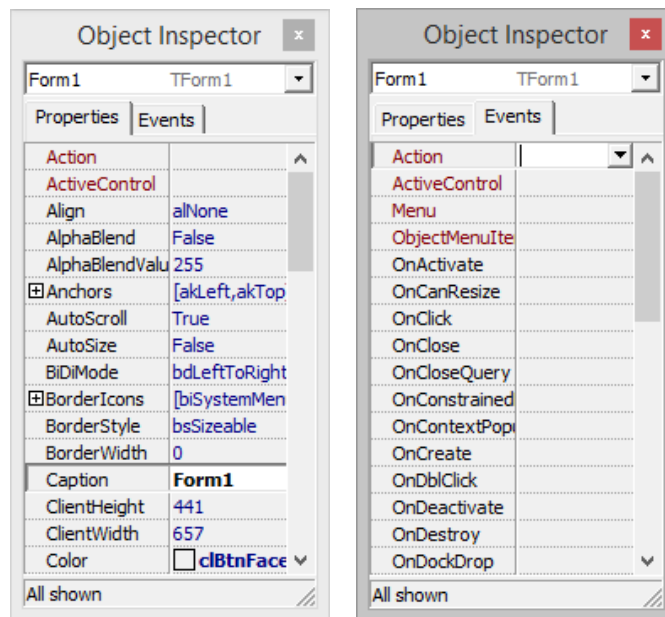 Object Inspector
Form1 TForm1
Properties Events
Action
ActiveControl
Align alNone
AlphaBlend False
AlphaBlendValu 255
Anchors [akLeft,akTop
AutoScroll True
AutoSize False
BiDiMode bdLeftToRight
BorderIcons [biSystemMen
BorderStyle bsSizeable
BorderWidth 0
Caption Form1
ClientHeight 441
ClientWidth 657
Color clBtnFace
All shown
Object Inspector
Form1 TForm1
Properties Events
Action
ActiveControl
Menu
ObjectMenuIte
OnActivate
OnCanResize
OnClick
OnClose
OnCloseQuery
OnConstrained
OnContextPopu
OnCreate
OnDblClick
OnDeactivate
OnDestroy
OnDockDrop
All shown